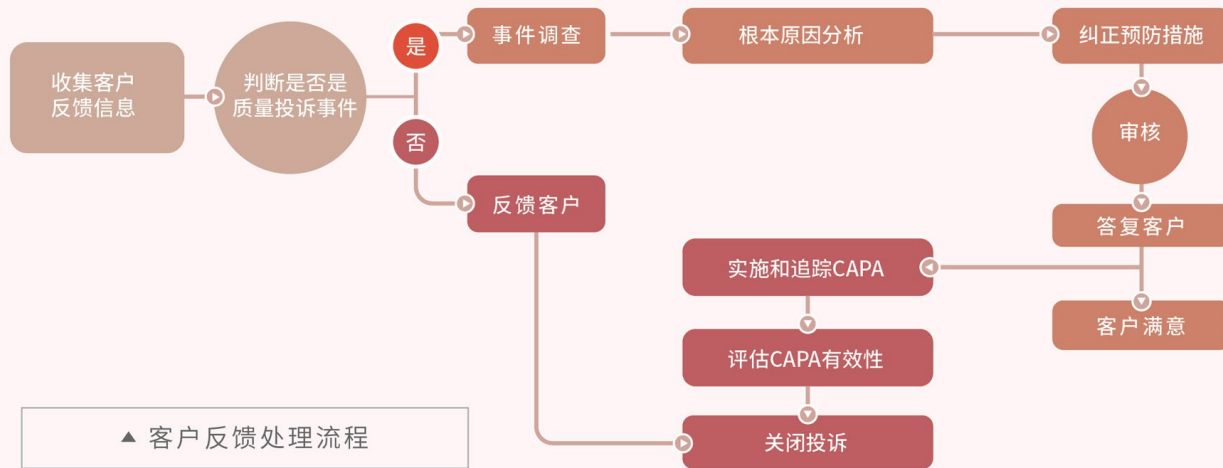 收集客户
反馈信息
判断是否是
质量投诉事件
是
否
事件调查
根本原因分析
纠正预防措施
审核
答复客户
客户满意
反馈客户
实施和追踪CAPA
评估CAPA有效性
关闭投诉
▲ 客户反馈处理流程